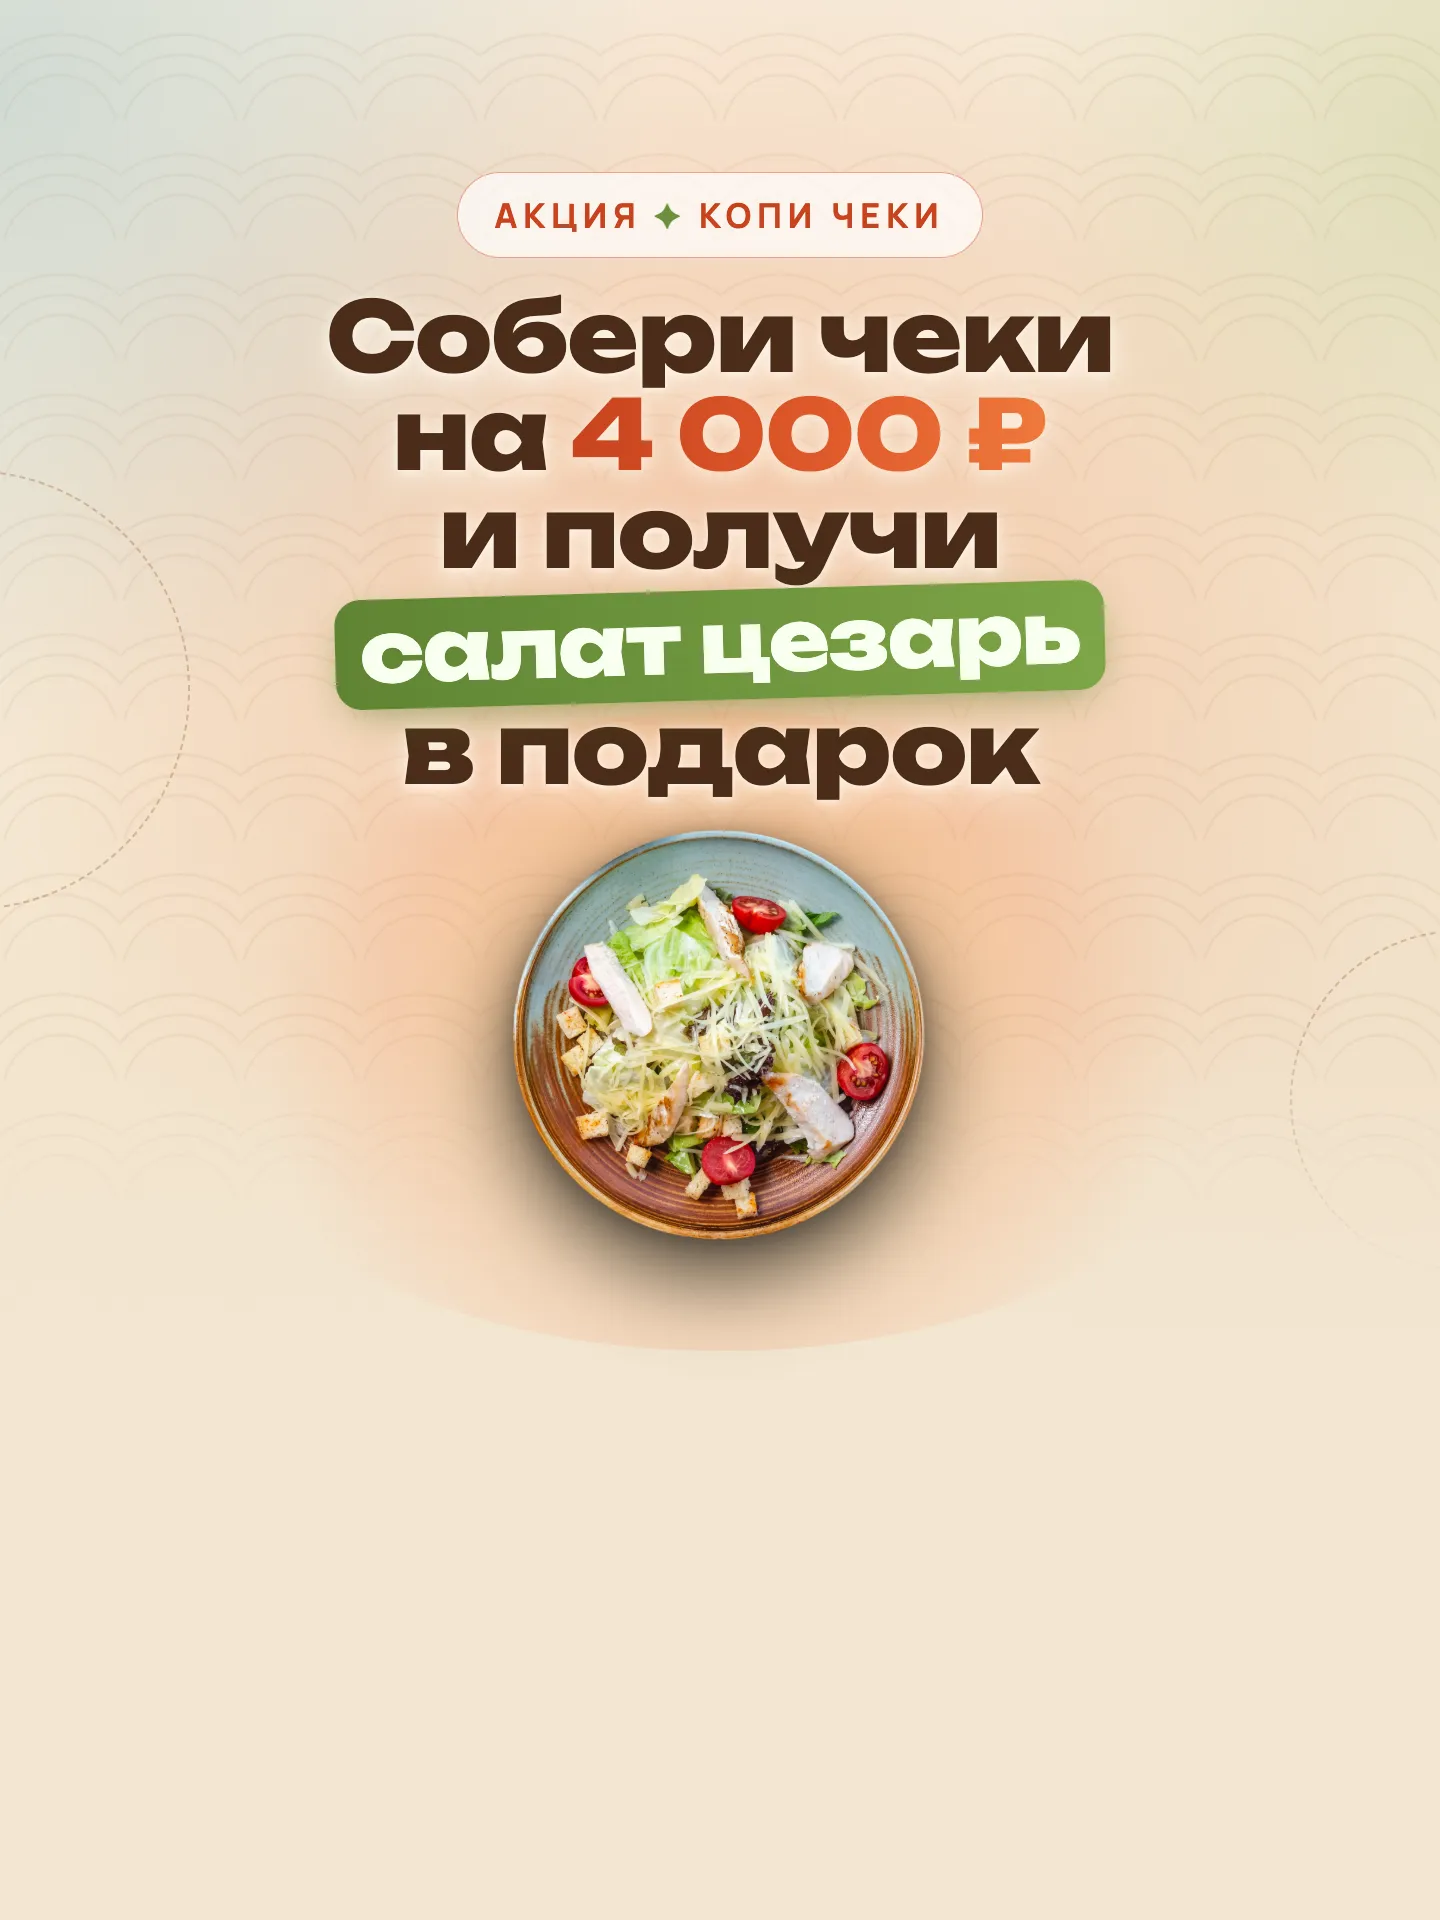 АКЦИЯ ✦ КОПИ ЧЕКИ
Собери чеки
на 4 000 ₽
и получи
салат цезарь
в подарок